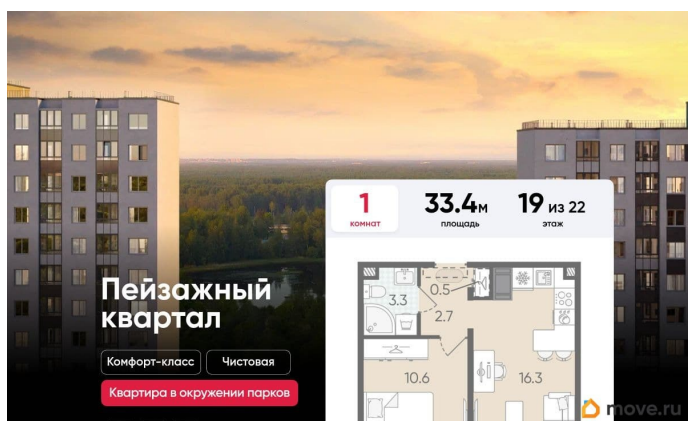 1
комнат
33.4м
площадь
19 из 22
этаж
Пейзажный
квартал
Комфорт-класс
Чистовая
Квартира в окружении парков
3.3
0.5
2.7
10.6
16.3
move.ru